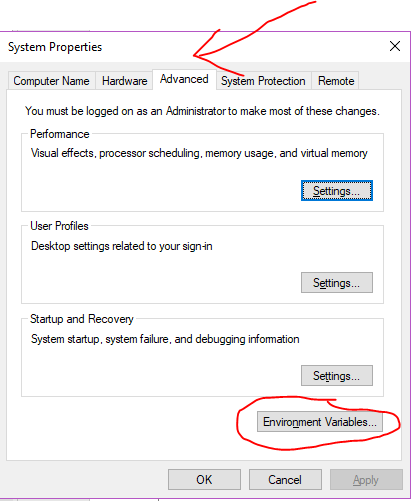 System Properties
Computer Name Hardware Advanced System Protection Remote
You must be logged on as an Administrator to make most of these changes.
Performance
Visual effects, processor scheduling, memory usage, and virtual memory
Settings...
User Profiles
Desktop settings related to your sign-in
Settings...
Startup and Recovery
System startup, system failure, and debugging information
Settings...
Environment Variables...
OK Cancel Apply